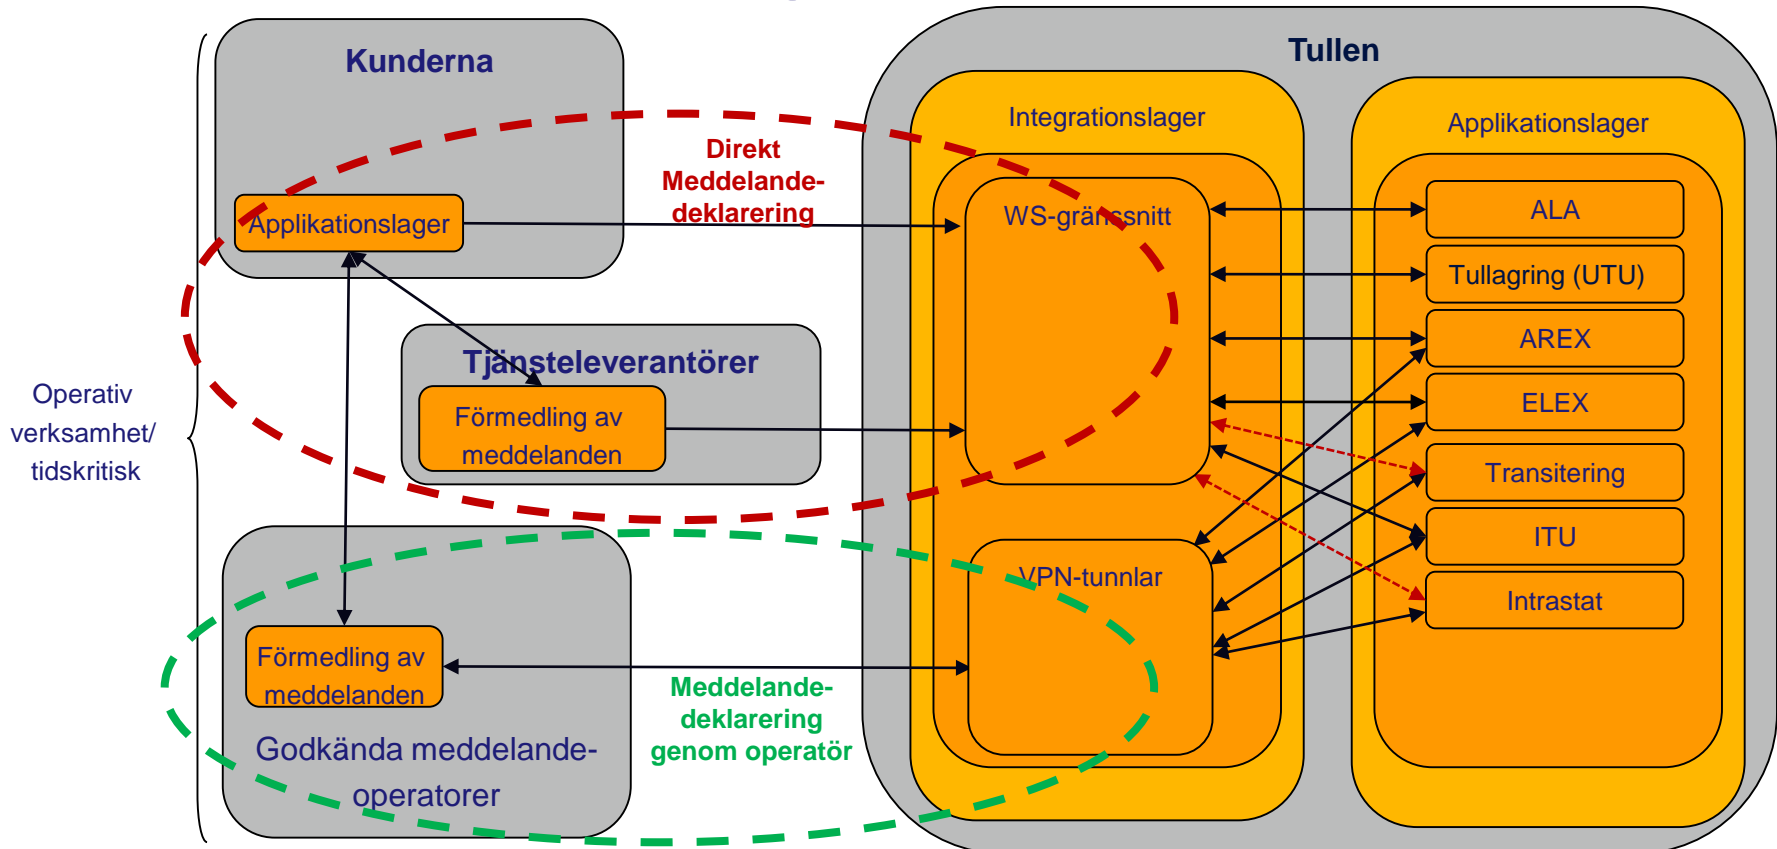 Kunderna
Applikationslager
Direkt
Meddelande-
deklarering
Tjänsteleverantörer
Förmedling av
meddelanden
Operativ
verksamhet/
tidskritisk
Förmedling av
meddelanden
Godkända meddelande-
operatorer
Meddelande-
deklarering
genom operatör
Tullen
Integrationslager
WS-gränssnitt
VPN-tunnlar
Applikationslager
ALA
Tullagring (UTU)
AREX
ELEX
Transitering
ITU
Intrastat